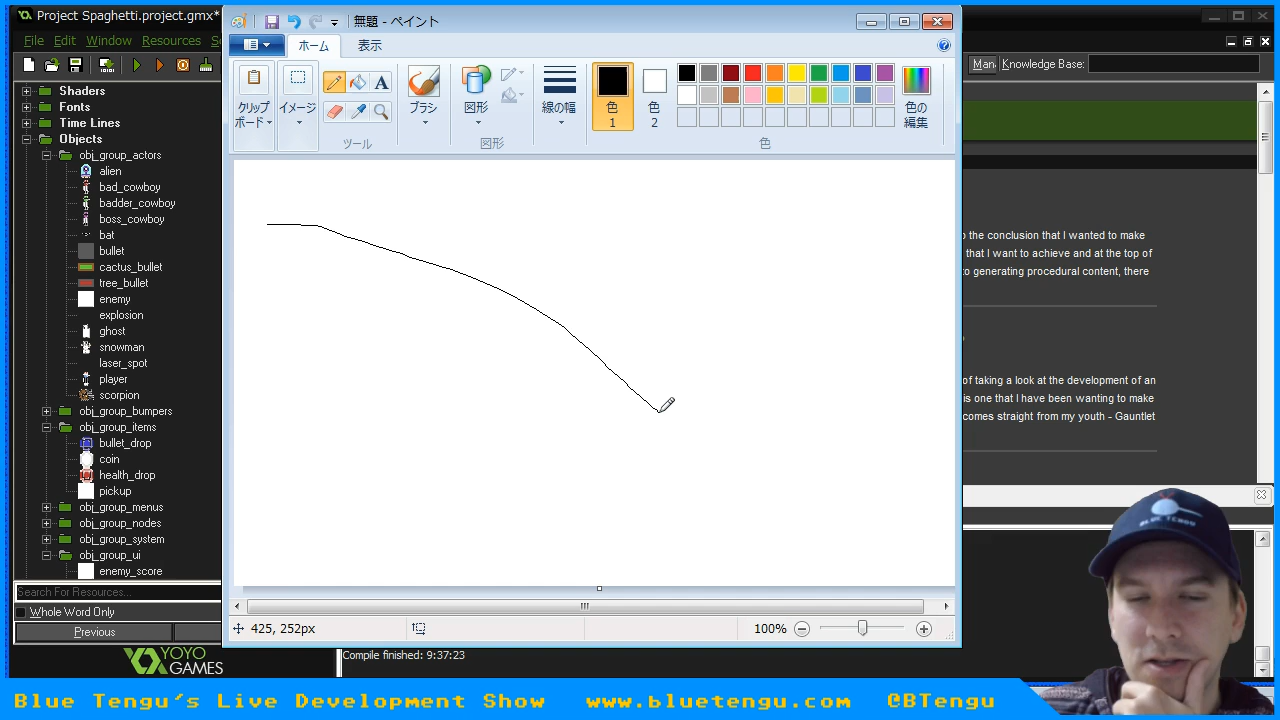 Project Spaghetti.project.gmx*
File Edit Window Resources
Shaders
Fonts
Time Lines
Objects
obj_group_actors
alien
bad_cowboy
badder_cowboy
boss_cowboy
bat
bullet
cactus_bullet
tree_bullet
enemy
explosion
ghost
snowman
laser_spot
player
scorpion
obj_group_bumpers
obj_group_items
bullet_drop
coin
health_drop
pickup
obj_group_menus
obj_group_nodes
obj_group_system
obj_group_ui
enemy_score
Search For Resources...
Whole Word Only
Previous
YOYO
GAMES
無題 - ペイント
ホーム 表示
クリップ
ボード
イメージ
ツール
ブラシ
図形
図形
線の幅
色
1
色
2
色の
編集
色
425, 252px
100%
Compile finished: 9:37:23
Man
Knowledge Base:
the conclusion that I wanted to make
that I want to achieve and at the top of
to generating procedural content, there
of taking a look at the development of an
is one that I have been wanting to make
comes straight from my youth - Gauntlet
BLUE TENGU
Blue Tengu's Live Development Show www.bluetengu.com @BTengu